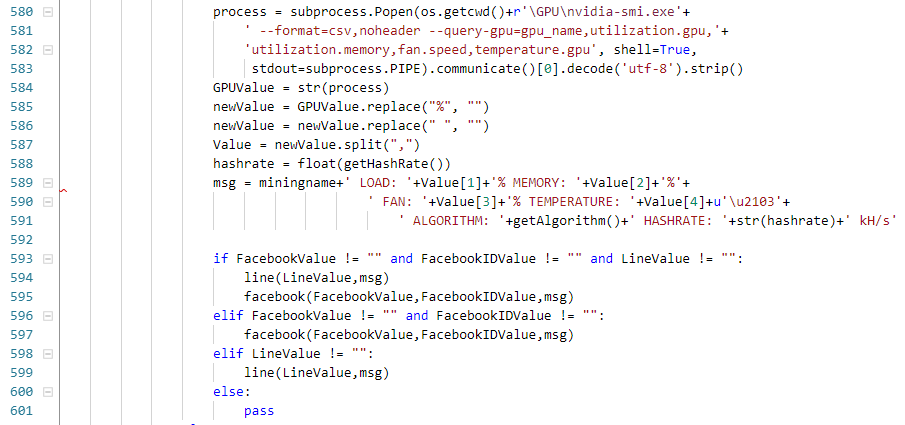 580 process = subprocess.Popen(os.getcwd()+r'\GPU\nvidia-smi.exe'+
581 ' --format=csv,noheader --query-gpu=gpu_name,utilization.gpu,'+
582 'utilization.memory,fan.speed,temperature.gpu', shell=True,
583 stdout=subprocess.PIPE).communicate()[0].decode('utf-8').strip()
584 GPUValue = str(process)
585 newValue = GPUValue.replace("%", "")
586 newValue = newValue.replace(" ", "")
587 Value = newValue.split(",")
588 hashrate = float(getHashRate())
589 msg = miningname+' LOAD: '+Value[1]+'% MEMORY: '+Value[2]+'%'+
590 ' FAN: '+Value[3]+'% TEMPERATURE: '+Value[4]+u'\u2103'+
591 ' ALGORITHM: '+getAlgorithm()+' HASHRATE: '+str(hashrate)+' kH/s'
592
593 if FacebookValue != "" and FacebookIDValue != "" and LineValue != "":
594 line(LineValue,msg)
595 facebook(FacebookValue,FacebookIDValue,msg)
596 elif FacebookValue != "" and FacebookIDValue != "":
597 facebook(FacebookValue,FacebookIDValue,msg)
598 elif LineValue != "":
599 line(LineValue,msg)
600 else:
601 pass